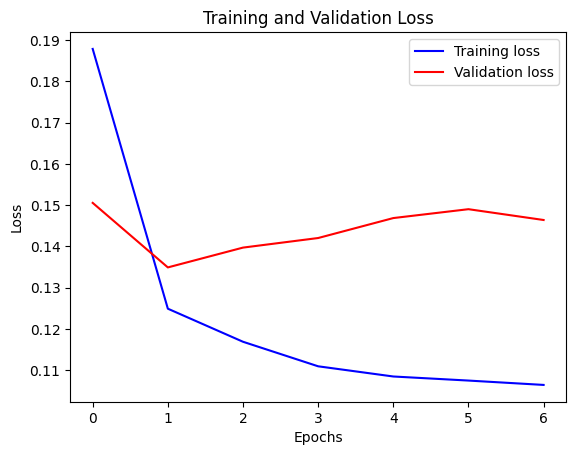 Training and Validation Loss
Training loss
Validation loss
0.19
0.18
0.17
0.16
0.15
0.14
0.13
0.12
0.11
Loss
0 1 2 3 4 5 6
Epochs